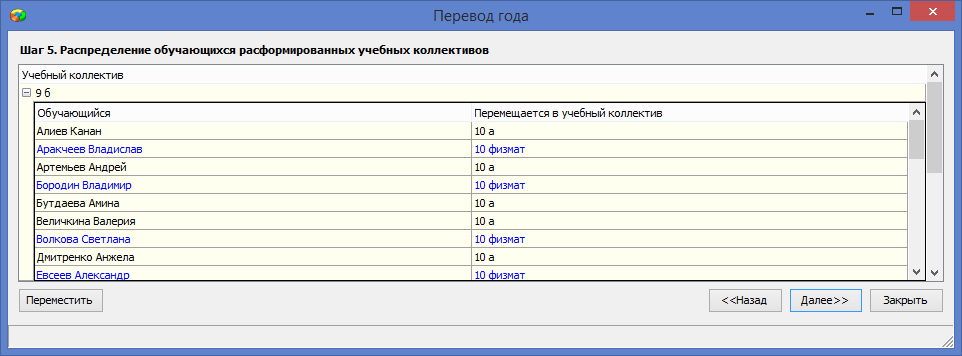 Перевод года
Шаг 5. Распределение обучающихся расформированных учебных коллективов
Учебный коллектив
9 б
Обучающийся Перемещается в учебный коллектив
Алиев Канан 10 а
Аракчеев Владислав 10 физмат
Артемьев Андрей 10 а
Бородин Владимир 10 физмат
Бутдаева Амина 10 а
Величкина Валерия 10 а
Волкова Светлана 10 физмат
Дмитренко Анжела 10 а
Евсеев Александр 10 физмат
Переместить <<Назад Далее>> Закрыть